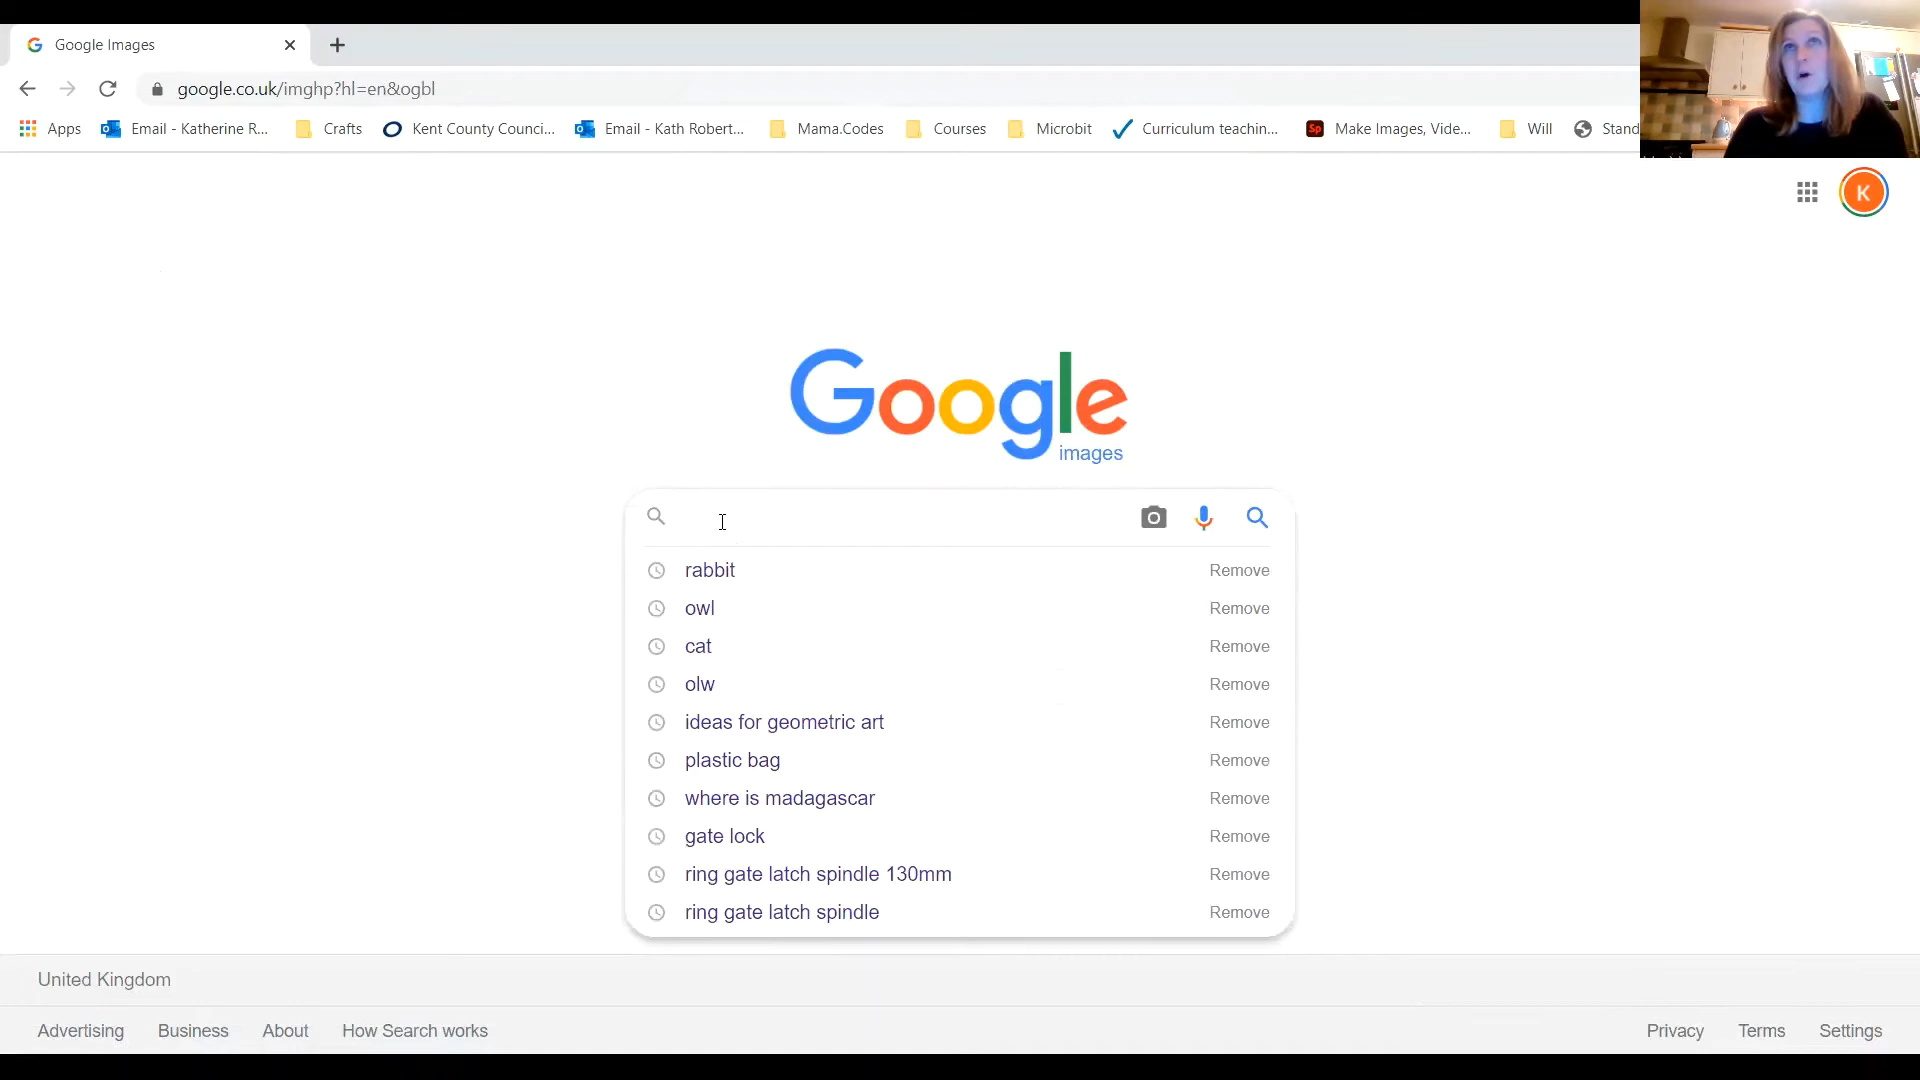 Google Images
google.co.uk/imghp?hl=en&ogbl
Apps Email - Katherine R... Crafts Kent County Counci... Email - Kath Robert... Mama.Codes Courses Microbit Curriculum teachin... Sp Make Images, Vide... Will Stand
K
Google
images
rabbit Remove
owl Remove
cat Remove
olw Remove
ideas for geometric art Remove
plastic bag Remove
where is madagascar Remove
gate lock Remove
ring gate latch spindle 130mm Remove
ring gate latch spindle Remove
United Kingdom
Advertising Business About How Search works Privacy Terms Settings